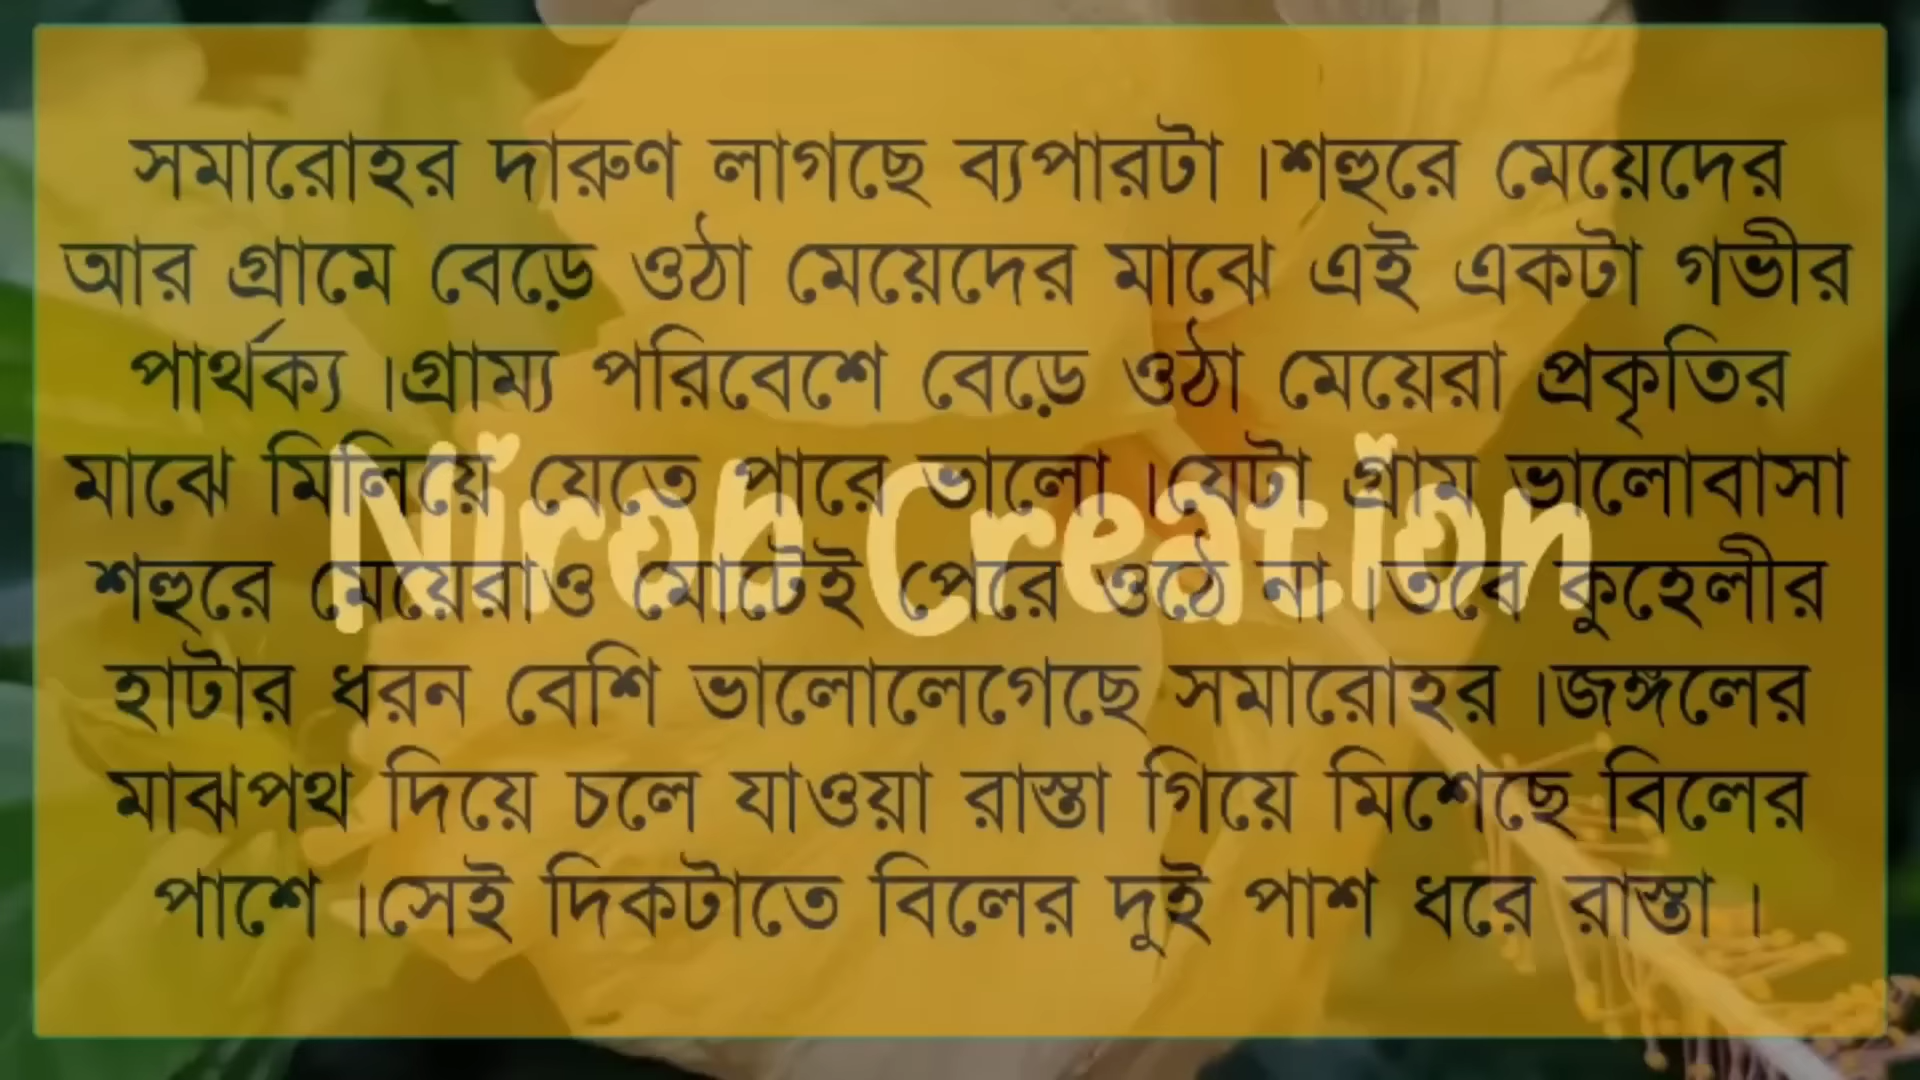 সমারোহর দারুণ লাগছে ব্যপারটা ।শহুরে মেয়েদের
আর গ্রামে বেড়ে ওঠা মেয়েদের মাঝে এই একটা গভীর
পার্থক্য ।গ্রাম্য পরিবেশে বেড়ে ওঠা মেয়েরা প্রকৃতির
মাঝে মিলিয়ে যেতে পারে ভালো ।যেটা গ্রাম ভালোবাসা
Nirob Creation
শহুরে মেয়েরাও মোটেই পেরে ওঠে না ।তবে কুহেলীর
হাটার ধরন বেশি ভালোলেগেছে সমারোহর ।জঙ্গলের
মাঝপথ দিয়ে চলে যাওয়া রাস্তা গিয়ে মিশেছে বিলের
পাশে ।সেই দিকটাতে বিলের দুই পাশ ধরে রাস্তা ।